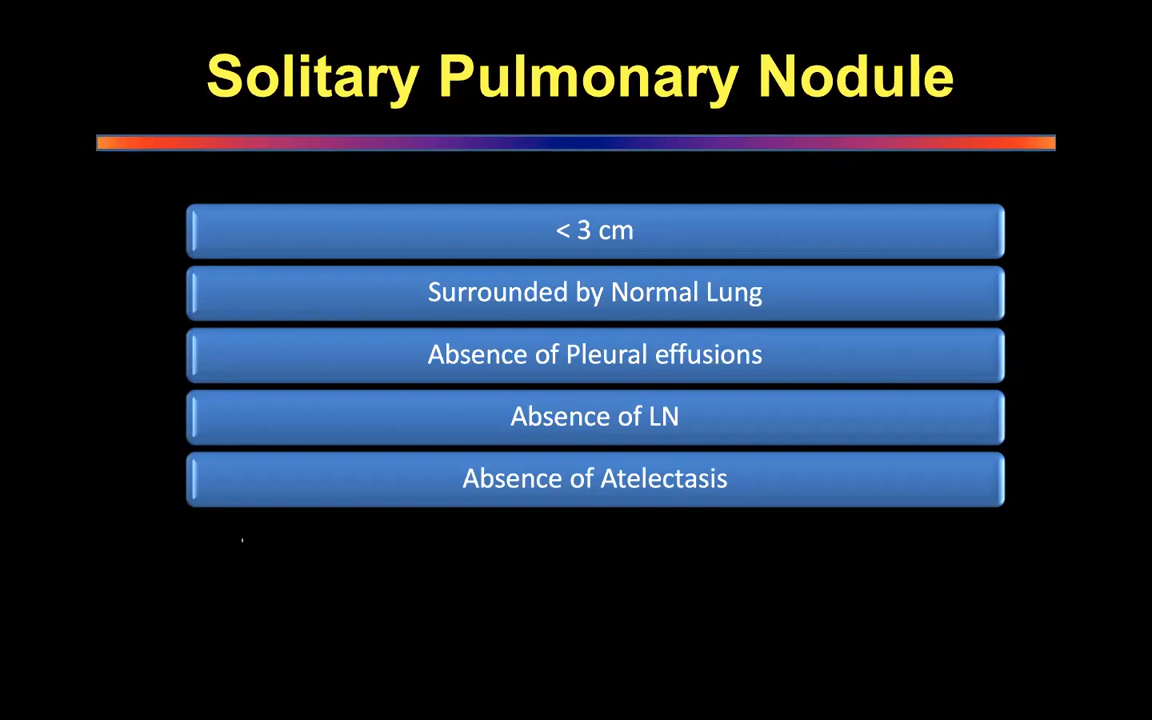 Solitary Pulmonary Nodule
< 3 cm
Surrounded by Normal Lung
Absence of Pleural effusions
Absence of LN
Absence of Atelectasis